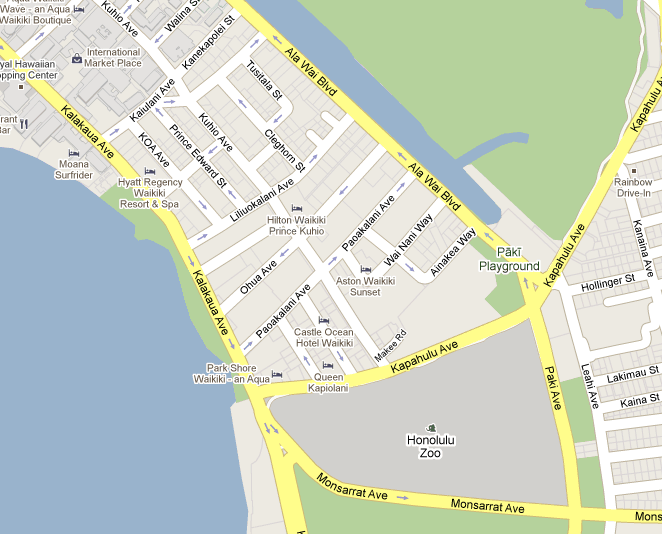 Aqua Waikiki
Wave - an Aqua
Waikiki
Kuhio Ave
Walina St
Kanekapolei St
International
Market Place
Ala Wai Blvd
Hawaiian
Shopping Center
Kaiulani Ave
Tusitala St
Kapahulu Ave
Kalakaua Ave
Bar
Kuhio Ave
Cleghorn St
KOA Ave
Prince Edward St
Moana
Surfrider
Hyatt Regency
Waikiki
Resort & Spa
Liliuokalani Ave
Ala Wai Blvd
Rainbow
Drive-In
Hilton Waikiki
Prince Kuhio
Paoakalani Ave
Wai Nani Way
Ainakea Way
Kanaina Ave
Pākī
Playground
Kapahulu Ave
Kalakaua Ave
Ohua Ave
Aston Waikiki
Sunset
Hollinger St
Paoakalani Ave
Castle Ocean
Hotel Waikiki
Makee Rd
Kapahulu Ave
Park Shore
Waikiki - an Aqua
Queen
Kapiolani
Paki Ave
Leahi Ave
Lakimau St
Kaina St
Honolulu
Zoo
Monsarrat Ave
Monsarrat Ave
Mons